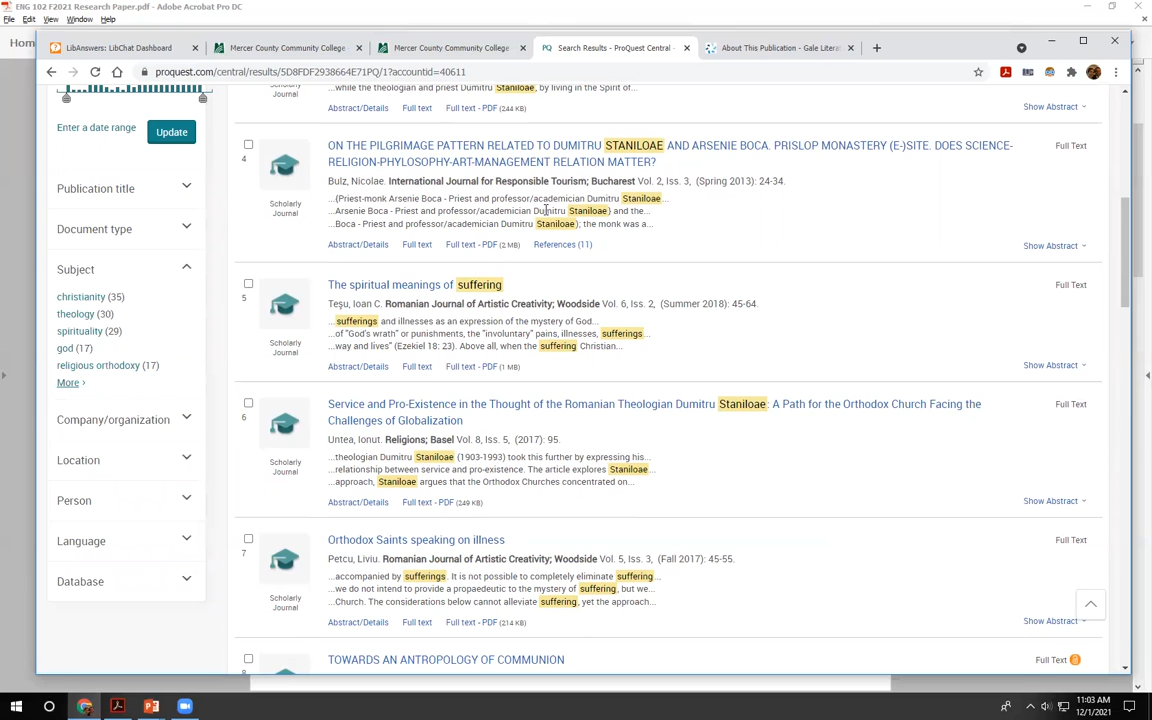 ENG 102 F2021 Research Paper.pdf - Adobe Acrobat Pro DC
File Edit View Window Help
Hom
LibAnswers: LibChat Dashboard
Mercer County Community College
Mercer County Community College
PQ Search Results - ProQuest Central
About This Publication - Gale Litera
proquest.com/central/results/5D8FDF2938664E71PQ/1?accountid=40611
...while the theologian and priest Dumitru Staniloae, by living in the Spirit of...
Abstract/Details Full text Full text - PDF (244 KB) Show Abstract
Enter a date range Update
Publication title
Document type
Subject
christianity (35)
theology (30)
spirituality (29)
god (17)
religious orthodoxy (17)
More ›
Company/organization
Location
Person
Language
Database
4
ON THE PILGRIMAGE PATTERN RELATED TO DUMITRU STANILOAE AND ARSENIE BOCA. PRISLOP MONASTERY (E-)SITE. DOES SCIENCE-
RELIGION-PHYLOSOPHY-ART-MANAGEMENT RELATION MATTER?
Full Text
Bulz, Nicolae. International Journal for Responsible Tourism; Bucharest Vol. 2, Iss. 3, (Spring 2013): 24-34.
Scholarly
Journal
...{Priest-monk Arsenie Boca - Priest and professor/academician Dumitru Staniloae...
...Arsenie Boca - Priest and professor/academician Dumitru Staniloae} and the...
...Boca - Priest and professor/academician Dumitru Staniloae}; the monk was a...
Abstract/Details Full text Full text - PDF (2 MB) References (11) Show Abstract
5
The spiritual meanings of suffering
Full Text
Teşu, Ioan C. Romanian Journal of Artistic Creativity; Woodside Vol. 6, Iss. 2, (Summer 2018): 45-64.
Scholarly
Journal
...sufferings and illnesses as an expression of the mystery of God...
...of "God's wrath" or punishments, the "involuntary" pains, illnesses, sufferings...
...way and lives" (Ezekiel 18: 23). Above all, when the suffering Christian...
Abstract/Details Full text Full text - PDF (1 MB) Show Abstract
6
Service and Pro-Existence in the Thought of the Romanian Theologian Dumitru Staniloae: A Path for the Orthodox Church Facing the
Challenges of Globalization
Full Text
Untea, Ionut. Religions; Basel Vol. 8, Iss. 5, (2017): 95.
Scholarly
Journal
...theologian Dumitru Staniloae (1903-1993) took this further by expressing his...
...relationship between service and pro-existence. The article explores Staniloae...
...approach, Staniloae argues that the Orthodox Churches concentrated on...
Abstract/Details Full text - PDF (249 KB) Show Abstract
7
Orthodox Saints speaking on illness
Full Text
Petcu, Liviu. Romanian Journal of Artistic Creativity; Woodside Vol. 5, Iss. 3, (Fall 2017): 45-55.
Scholarly
Journal
...accompanied by sufferings. It is not possible to completely eliminate suffering...
...we do not intend to provide a propaedeutic to the mystery of suffering, but we...
...Church. The considerations below cannot alleviate suffering, yet the approach...
Abstract/Details Full text Full text - PDF (214 KB) Show Abstract
8
TOWARDS AN ANTROPOLOGY OF COMMUNION
Full Text
11:03 AM
12/1/2021